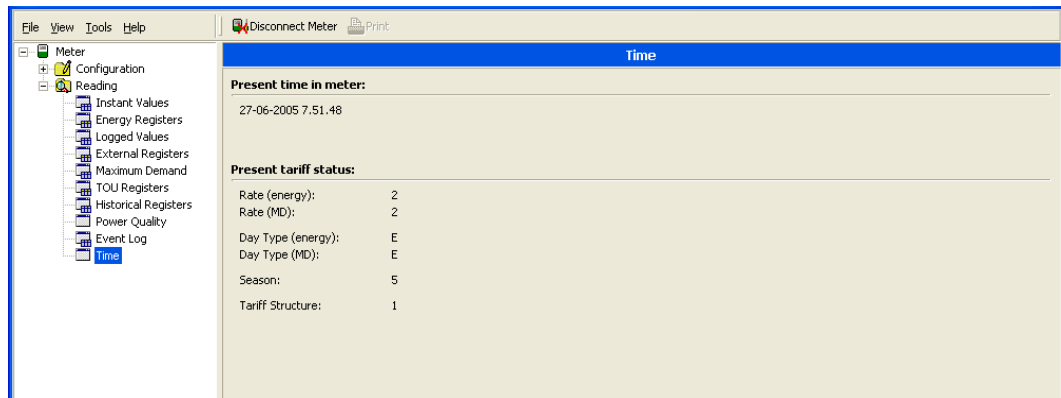 File View Tools Help
Disconnect Meter Print
Meter
Configuration
Reading
Instant Values
Energy Registers
Logged Values
External Registers
Maximum Demand
TOU Registers
Historical Registers
Power Quality
Event Log
Time
Time
Present time in meter:
27-06-2005 7.51.48
Present tariff status:
Rate (energy): 2
Rate (MD): 2
Day Type (energy): E
Day Type (MD): E
Season: 5
Tariff Structure: 1